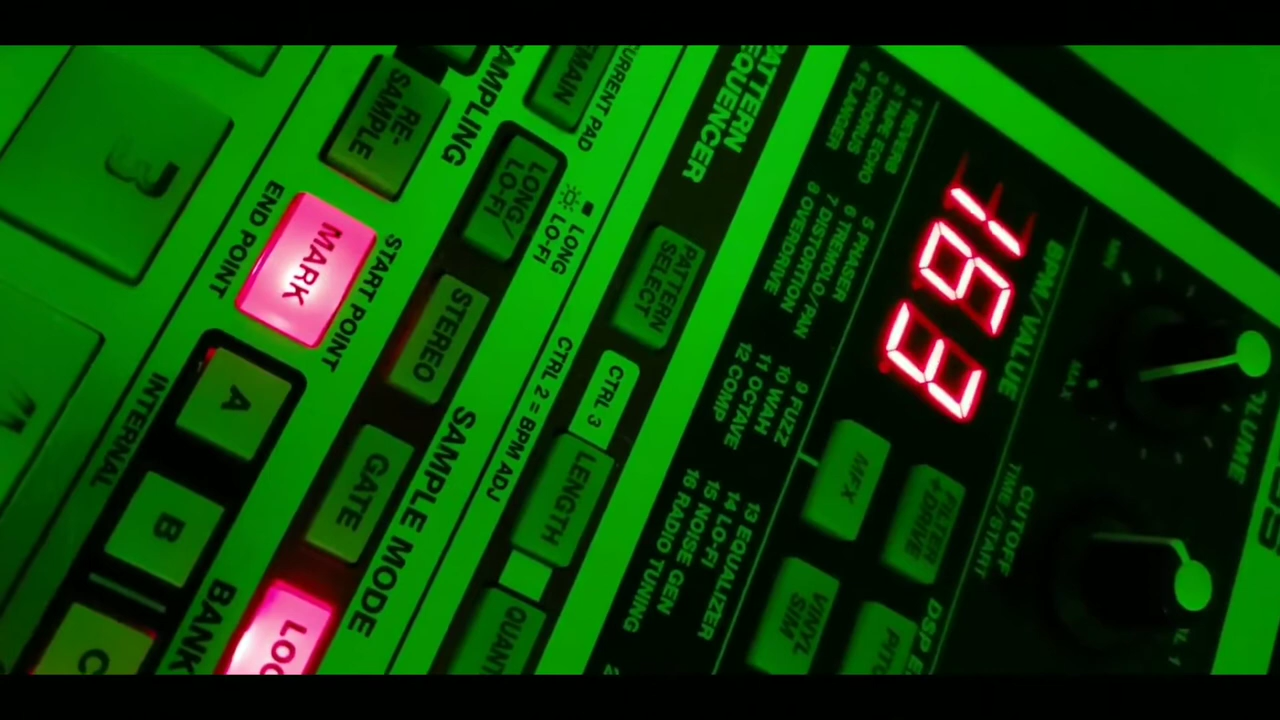 VOLUME
MIN
MAX
BPM/VALUE
CUTOFF
TIME/START
FILTER
+DRIVE
MFX
VINYL
SIM
1 REVERB
2 TAPE ECHO
3 CHORUS
4 FLANGER
5 PHASER
6 TREMOLO/PAN
7 DISTORTION
8 OVERDRIVE
9 FUZZ
10 WAH
11 OCTAVE
12 COMP
13 EQUALIZER
14 LO-FI
15 NOISE GEN
16 RADIO TUNING
PATTERN
SEQUENCER
PATTERN
SELECT
CTRL 3
LENGTH
CURRENT PAD
LONG
LO-FI
CTRL 2 = BPM ADJ
LONG/
LO-FI
STEREO
GATE
SAMPLING
SAMPLE MODE
RE-
SAMPLE
START POINT
MARK
END POINT
A
B
C
BANK
INTERNAL
3